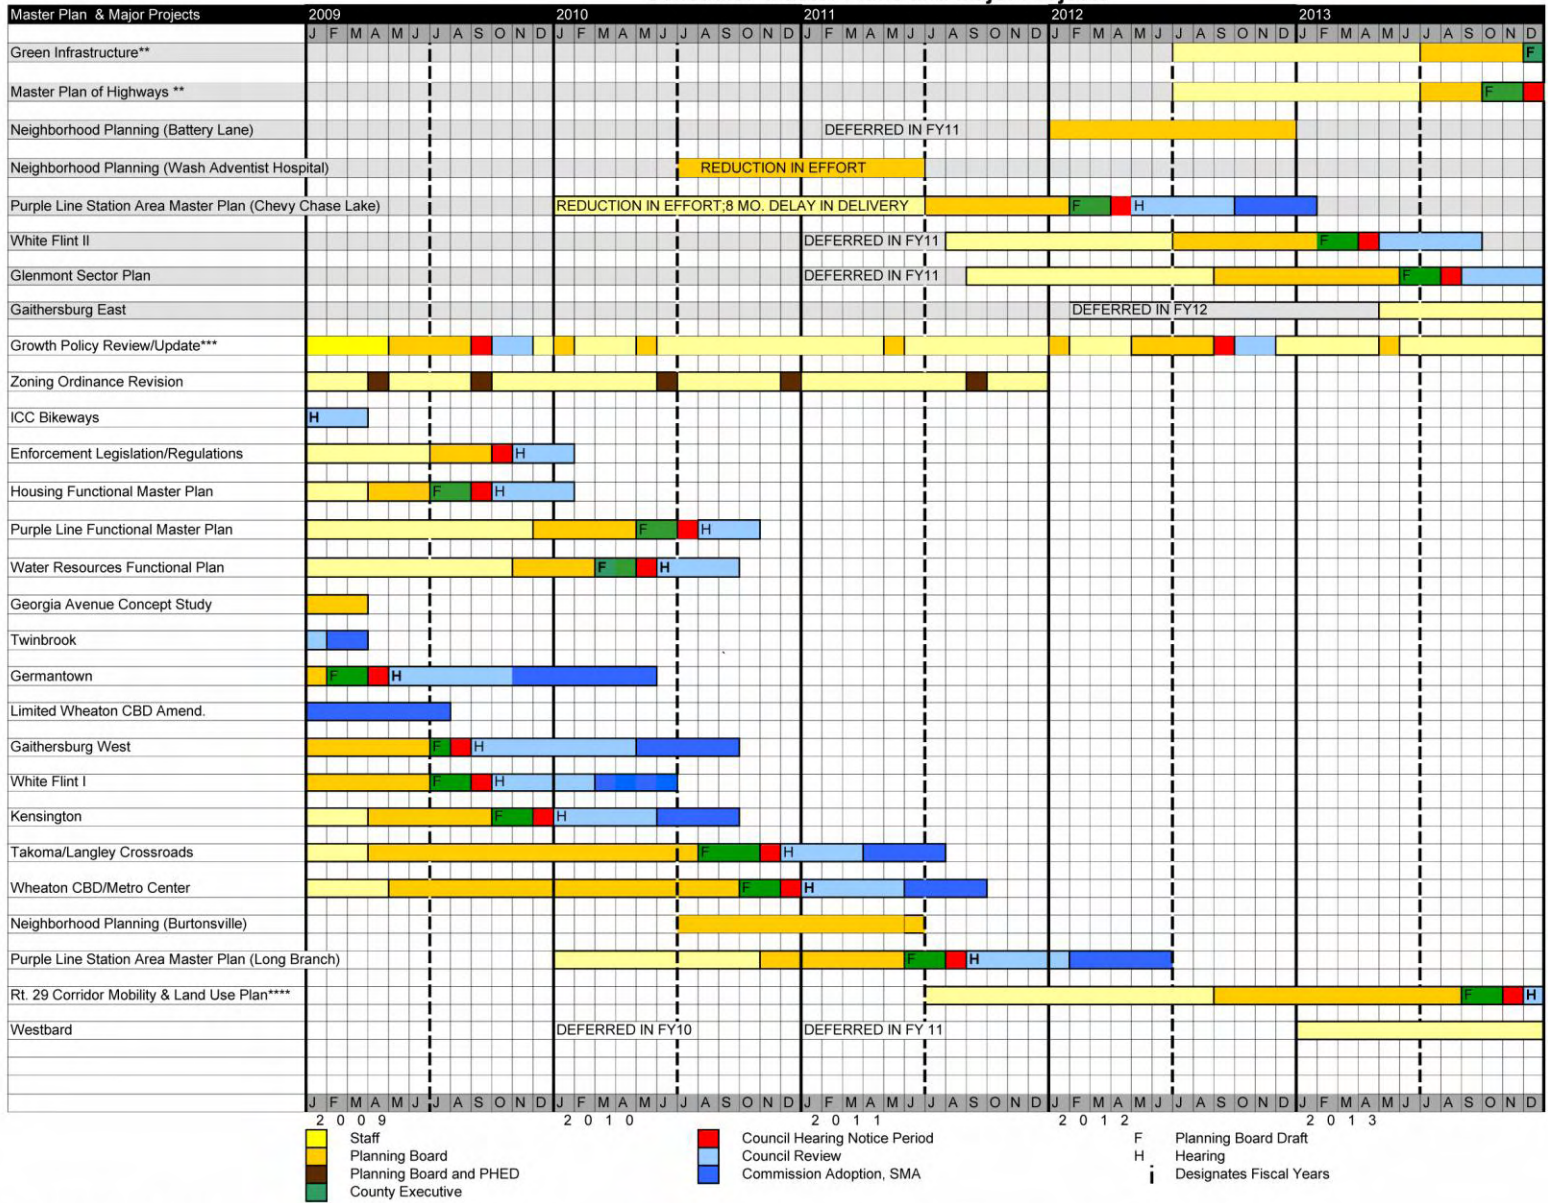 Master Plan & Major Projects 2009 2010 2011 2012 2013
J F M A M J J A S O N D J F M A M J J A S O N D J F M A M J J A S O N D J F M A M J J A S O N D J F M A M J J A S O N D
Green Infrastructure** F
Master Plan of Highways ** F
Neighborhood Planning (Battery Lane) DEFERRED IN FY11
Neighborhood Planning (Wash Adventist Hospital) REDUCTION IN EFFORT
Purple Line Station Area Master Plan (Chevy Chase Lake) REDUCTION IN EFFORT;8 MO. DELAY IN DELIVERY F H
White Flint II DEFERRED IN FY11 F
Glenmont Sector Plan DEFERRED IN FY11 F
Gaithersburg East DEFERRED IN FY12
Growth Policy Review/Update***
Zoning Ordinance Revision
ICC Bikeways H
Enforcement Legislation/Regulations H
Housing Functional Master Plan F H
Purple Line Functional Master Plan F H
Water Resources Functional Plan F H
Georgia Avenue Concept Study
Twinbrook
Germantown F H
Limited Wheaton CBD Amend.
Gaithersburg West F H
White Flint I F H
Kensington F H
Takoma/Langley Crossroads F H
Wheaton CBD/Metro Center F H
Neighborhood Planning (Burtonsville)
Purple Line Station Area Master Plan (Long Branch) F H
Rt. 29 Corridor Mobility & Land Use Plan**** F H
Westbard DEFERRED IN FY10 DEFERRED IN FY 11
J F M A M J J A S O N D J F M A M J J A S O N D J F M A M J J A S O N D J F M A M J J A S O N D J F M A M J J A S O N D
2 0 0 9 2 0 1 0 2 0 1 1 2 0 1 2 2 0 1 3
Staff Council Hearing Notice Period F Planning Board Draft
Planning Board Council Review H Hearing
Planning Board and PHED Commission Adoption, SMA Designates Fiscal Years
County Executive